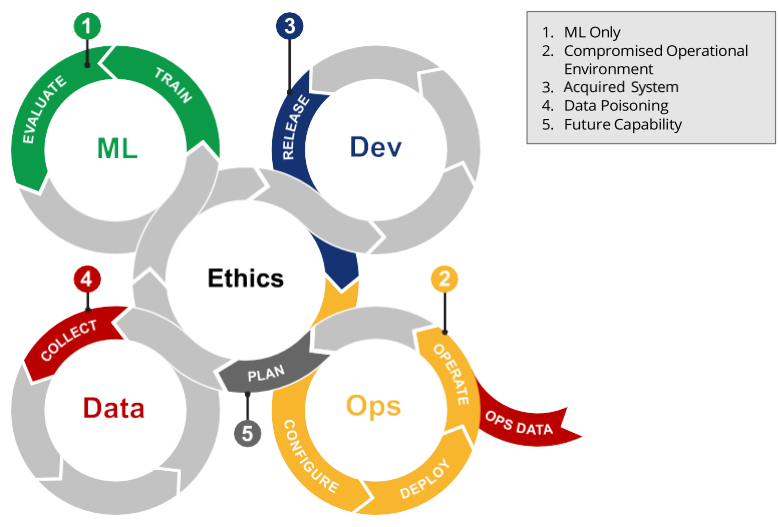 1
3
1. ML Only
2. Compromised Operational
Environment
3. Acquired System
4. Data Poisoning
5. Future Capability
EVALUATE
TRAIN
ML
RELEASE
Dev
Ethics
4
2
COLLECT
Data
PLAN
5
OPERATE
Ops
OPS DATA
CONFIGURE
DEPLOY